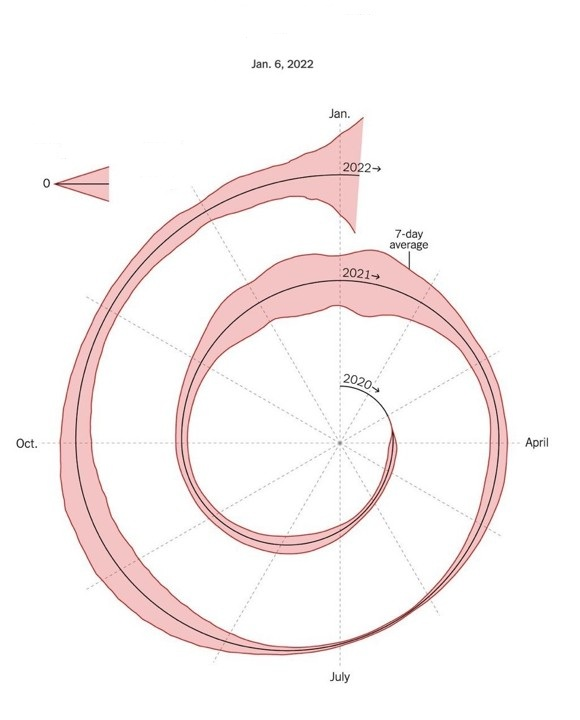 Jan. 6, 2022
Jan.
2022→
0
7-day
average
2021→
2020→
Oct.
April
July